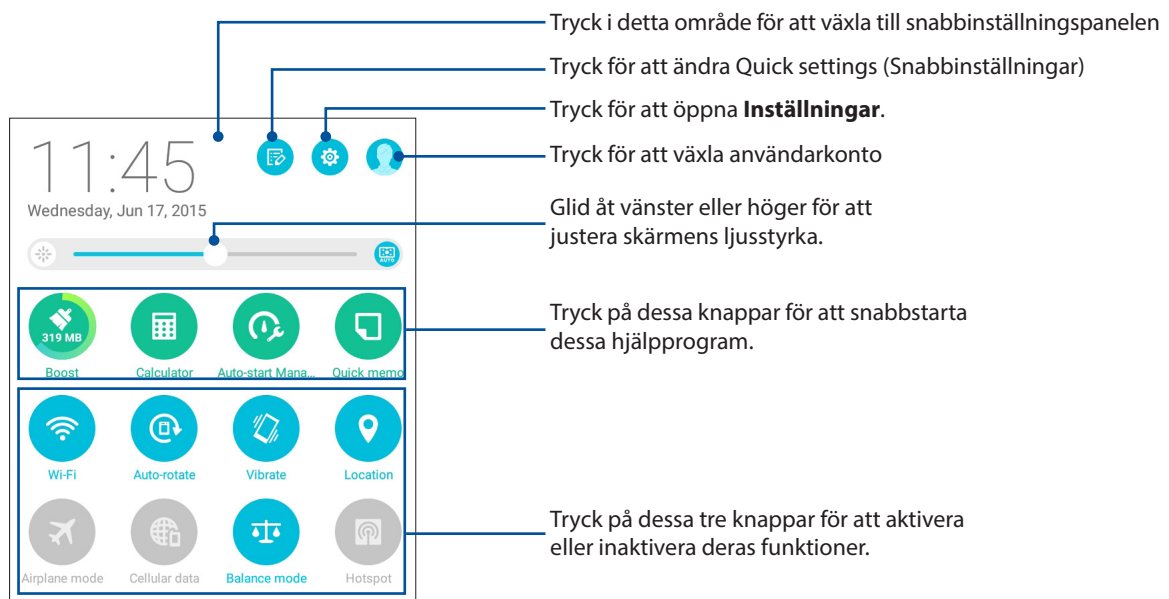 Tryck i detta område för att växla till snabbinställningspanelen
Tryck för att ändra Quick settings (Snabbinställningar)
Tryck för att öppna Inställningar.
Tryck för att växla användarkonto
Glid åt vänster eller höger för att
justera skärmens ljusstyrka.
Tryck på dessa knappar för att snabbstarta
dessa hjälpprogram.
Tryck på dessa tre knappar för att aktivera
eller inaktivera deras funktioner.
11:45
Wednesday, Jun 17, 2015
AUTO
319 MB
Boost Calculator Auto-start Mana... Quick memo
Wi-Fi Auto-rotate Vibrate Location
Airplane mode Cellular data Balance mode Hotspot